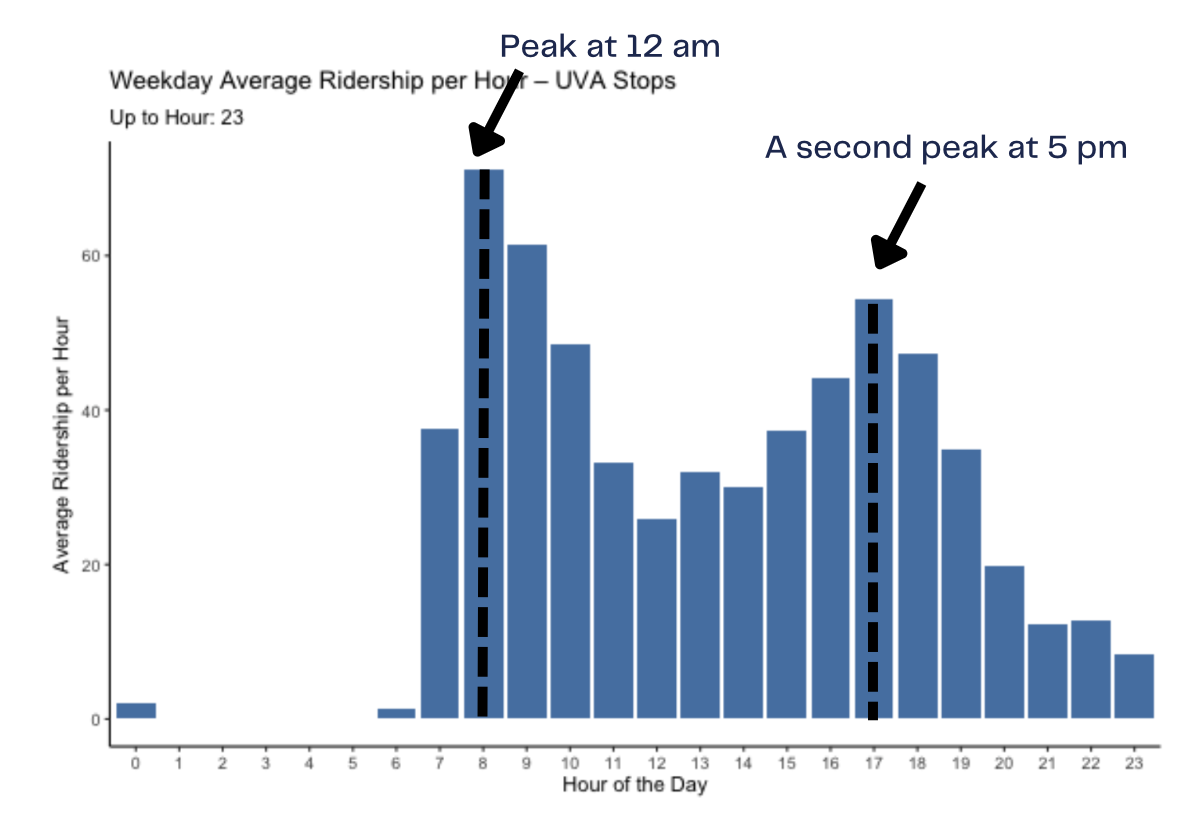 Peak at 12 am
Weekday Average Ridership per Hour – UVA Stops
Up to Hour: 23
A second peak at 5 pm
Average Ridership per Hour
60
40
20
0
0 1 2 3 4 5 6 7 8 9 10 11 12 13 14 15 16 17 18 19 20 21 22 23
Hour of the Day